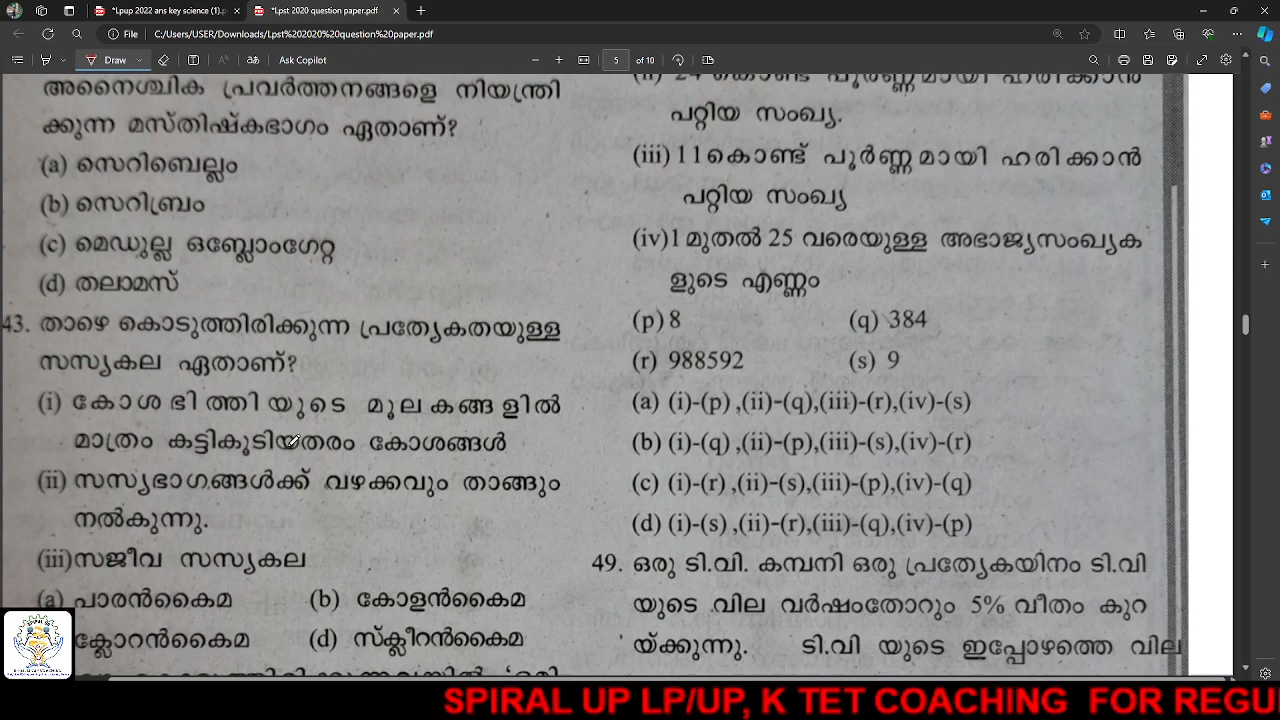 *Lpup 2022 ans key science (1).p
*Lpst 2020 question paper.pdf
File
C:/Users/USER/Downloads/Lpst%202020%20question%20paper.pdf
Draw
Ask Copilot
5 of 10
അനൈശ്ചിക പ്രവർത്തനങ്ങളെ നിയന്ത്രി
ക്കുന്ന മസ്തിഷ്കഭാഗം ഏതാണ്?
(a) സെറിബെല്ലം
(b) സെറിബ്രം
(c) മെഡുല്ല ഒബ്ലോംഗേറ്റ
(d) തലാമസ്
43. താഴെ കൊടുത്തിരിക്കുന്ന പ്രത്യേകതയുള്ള
സസ്യകല ഏതാണ്?
(i) കോശ ഭിത്തിയുടെ മൂലകങ്ങളിൽ
മാത്രം കട്ടികൂടിയതരം കോശങ്ങൾ
(ii) സസ്യഭാഗങ്ങൾക്ക് വഴക്കവും താങ്ങും
നൽകുന്നു.
(iii) സജീവ സസ്യകല
(a) പാരൻകൈമ (b) കോളൻകൈമ
ക്ലോറൻകൈമ (d) സ്ക്ലീറൻകൈമ
(ii) 24 കൊണ്ട് പൂർണ്ണമായി ഹരിക്കാൻ
പറ്റിയ സംഖ്യ.
(iii) 11 കൊണ്ട് പൂർണ്ണമായി ഹരിക്കാൻ
പറ്റിയ സംഖ്യ
(iv) 1 മുതൽ 25 വരെയുള്ള അഭാജ്യസംഖ്യക
ളുടെ എണ്ണം
(p) 8 (q) 384
(r) 988592 (s) 9
(a) (i)-(p) ,(ii)-(q),(iii)-(r),(iv)-(s)
(b) (i)-(q) ,(ii)-(p),(iii)-(s),(iv)-(r)
(c) (i)-(r) ,(ii)-(s),(iii)-(p),(iv)-(q)
(d) (i)-(s) ,(ii)-(r),(iii)-(q),(iv)-(p)
49. ഒരു ടി.വി. കമ്പനി ഒരു പ്രത്യേകയിനം ടി.വി
യുടെ വില വർഷംതോറും 5% വീതം കുറ
യ്ക്കുന്നു. ടി.വി യുടെ ഇപ്പോഴത്തെ വില
SPIRAL UP LP/UP, K TET COACHING FOR REGU